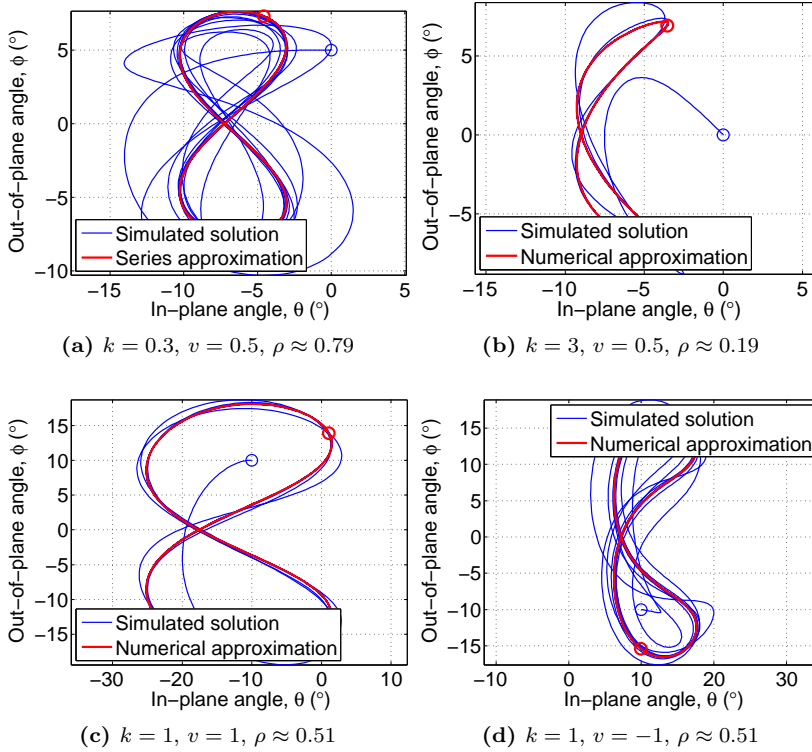 5
0
−5
−10
Out−of−plane angle, ϕ (°)
Simulated solution
Series approximation
−15
−10
−5
0
5
In−plane angle, θ (°)
(a) k = 0.3, v = 0.5, ρ ≈ 0.79
5
0
−5
Out−of−plane angle, ϕ (°)
Simulated solution
Numerical approximation
−15
−10
−5
0
5
In−plane angle, θ (°)
(b) k = 3, v = 0.5, ρ ≈ 0.19
15
10
5
0
−5
−10
−15
Out−of−plane angle, ϕ (°)
Simulated solution
Numerical approximation
−30
−20
−10
0
10
In−plane angle, θ (°)
(c) k = 1, v = 1, ρ ≈ 0.51
15
10
5
0
−5
−10
−15
Out−of−plane angle, ϕ (°)
Simulated solution
Numerical approximation
−10
0
10
20
30
In−plane angle, θ (°)
(d) k = 1, v = −1, ρ ≈ 0.51